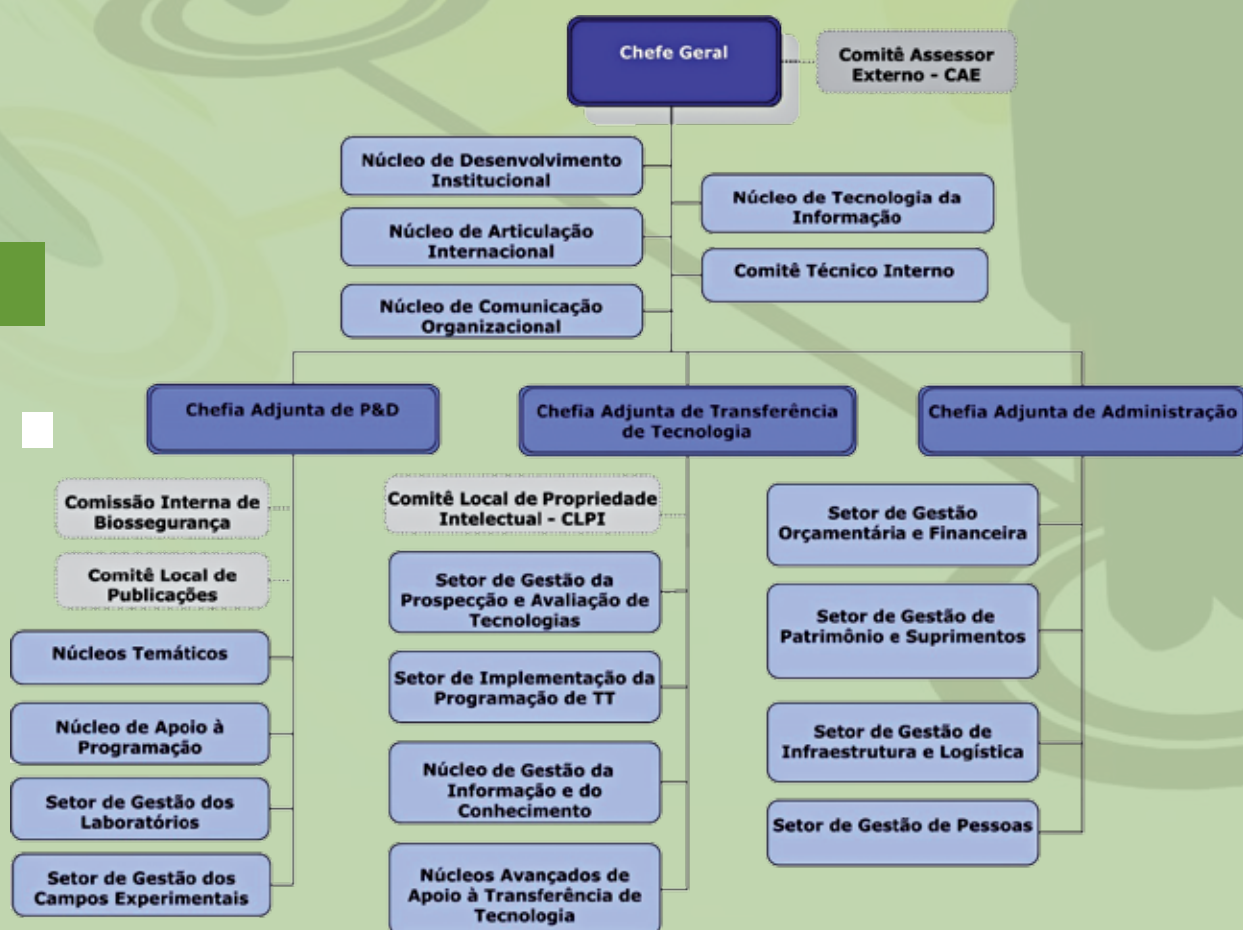 Chefe Geral
Comitê Assessor
Externo - CAE
Núcleo de Desenvolvimento
Institucional
Núcleo de Tecnologia da
Informação
Núcleo de Articulação
Internacional
Comitê Técnico Interno
Núcleo de Comunicação
Organizacional
Chefia Adjunta de P&D
Chefia Adjunta de Transferência
de Tecnologia
Chefia Adjunta de Administração
Comissão Interna de
Biossegurança
Comitê Local de
Publicações
Núcleos Temáticos
Núcleo de Apoio à
Programação
Setor de Gestão dos
Laboratórios
Setor de Gestão dos
Campos Experimentais
Comitê Local de Propriedade
Intelectual - CLPI
Setor de Gestão da
Prospecção e Avaliação de
Tecnologias
Setor de Implementação da
Programação de TT
Núcleo de Gestão da
Informação e do
Conhecimento
Núcleos Avançados de
Apoio à Transferência de
Tecnologia
Setor de Gestão
Orçamentária e Financeira
Setor de Gestão de
Patrimônio e Suprimentos
Setor de Gestão de
Infraestrutura e Logística
Setor de Gestão de Pessoas